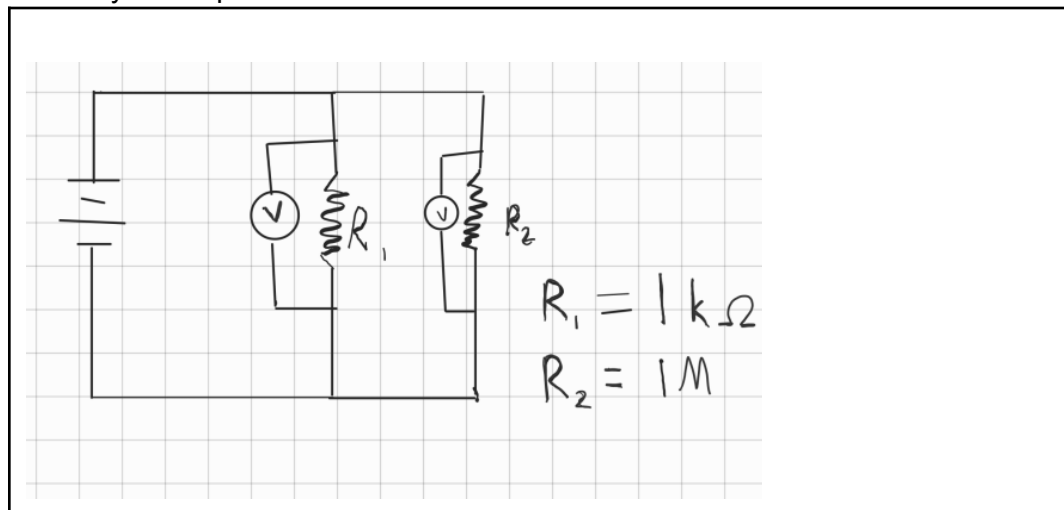 V
R₁
V
R₂
R₁ = 1 kΩ
R₂ = 1M